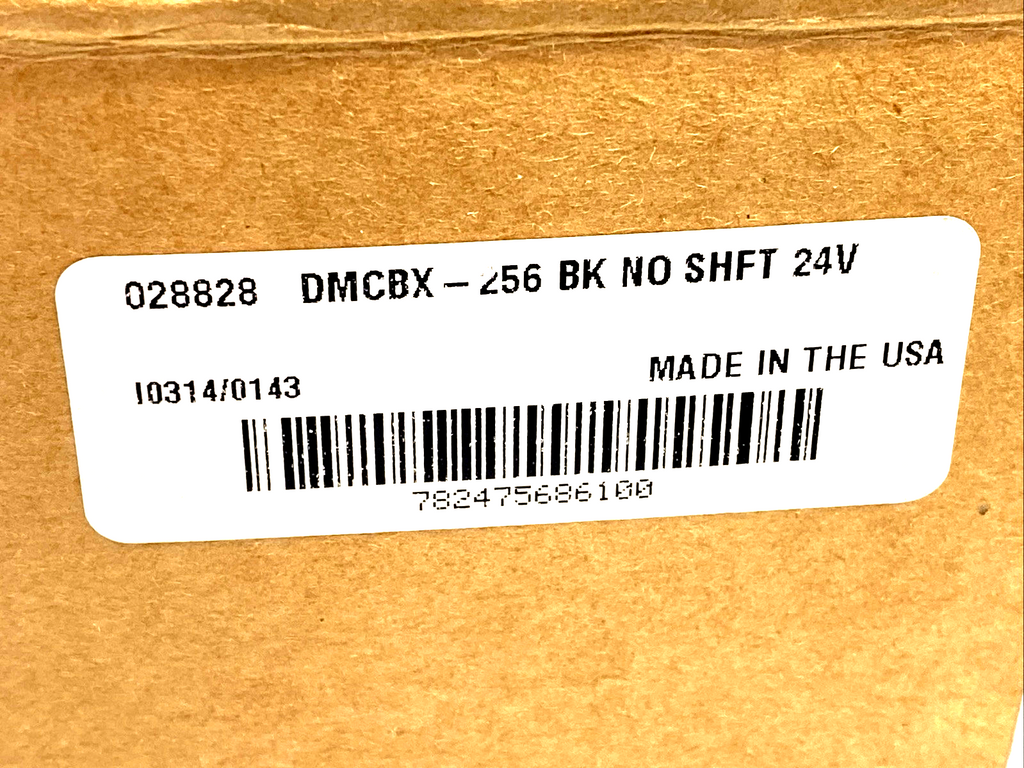 028828 DMCBX-256 BK NO SHFT 24V
MADE IN THE USA
I0314/0143
782475686100